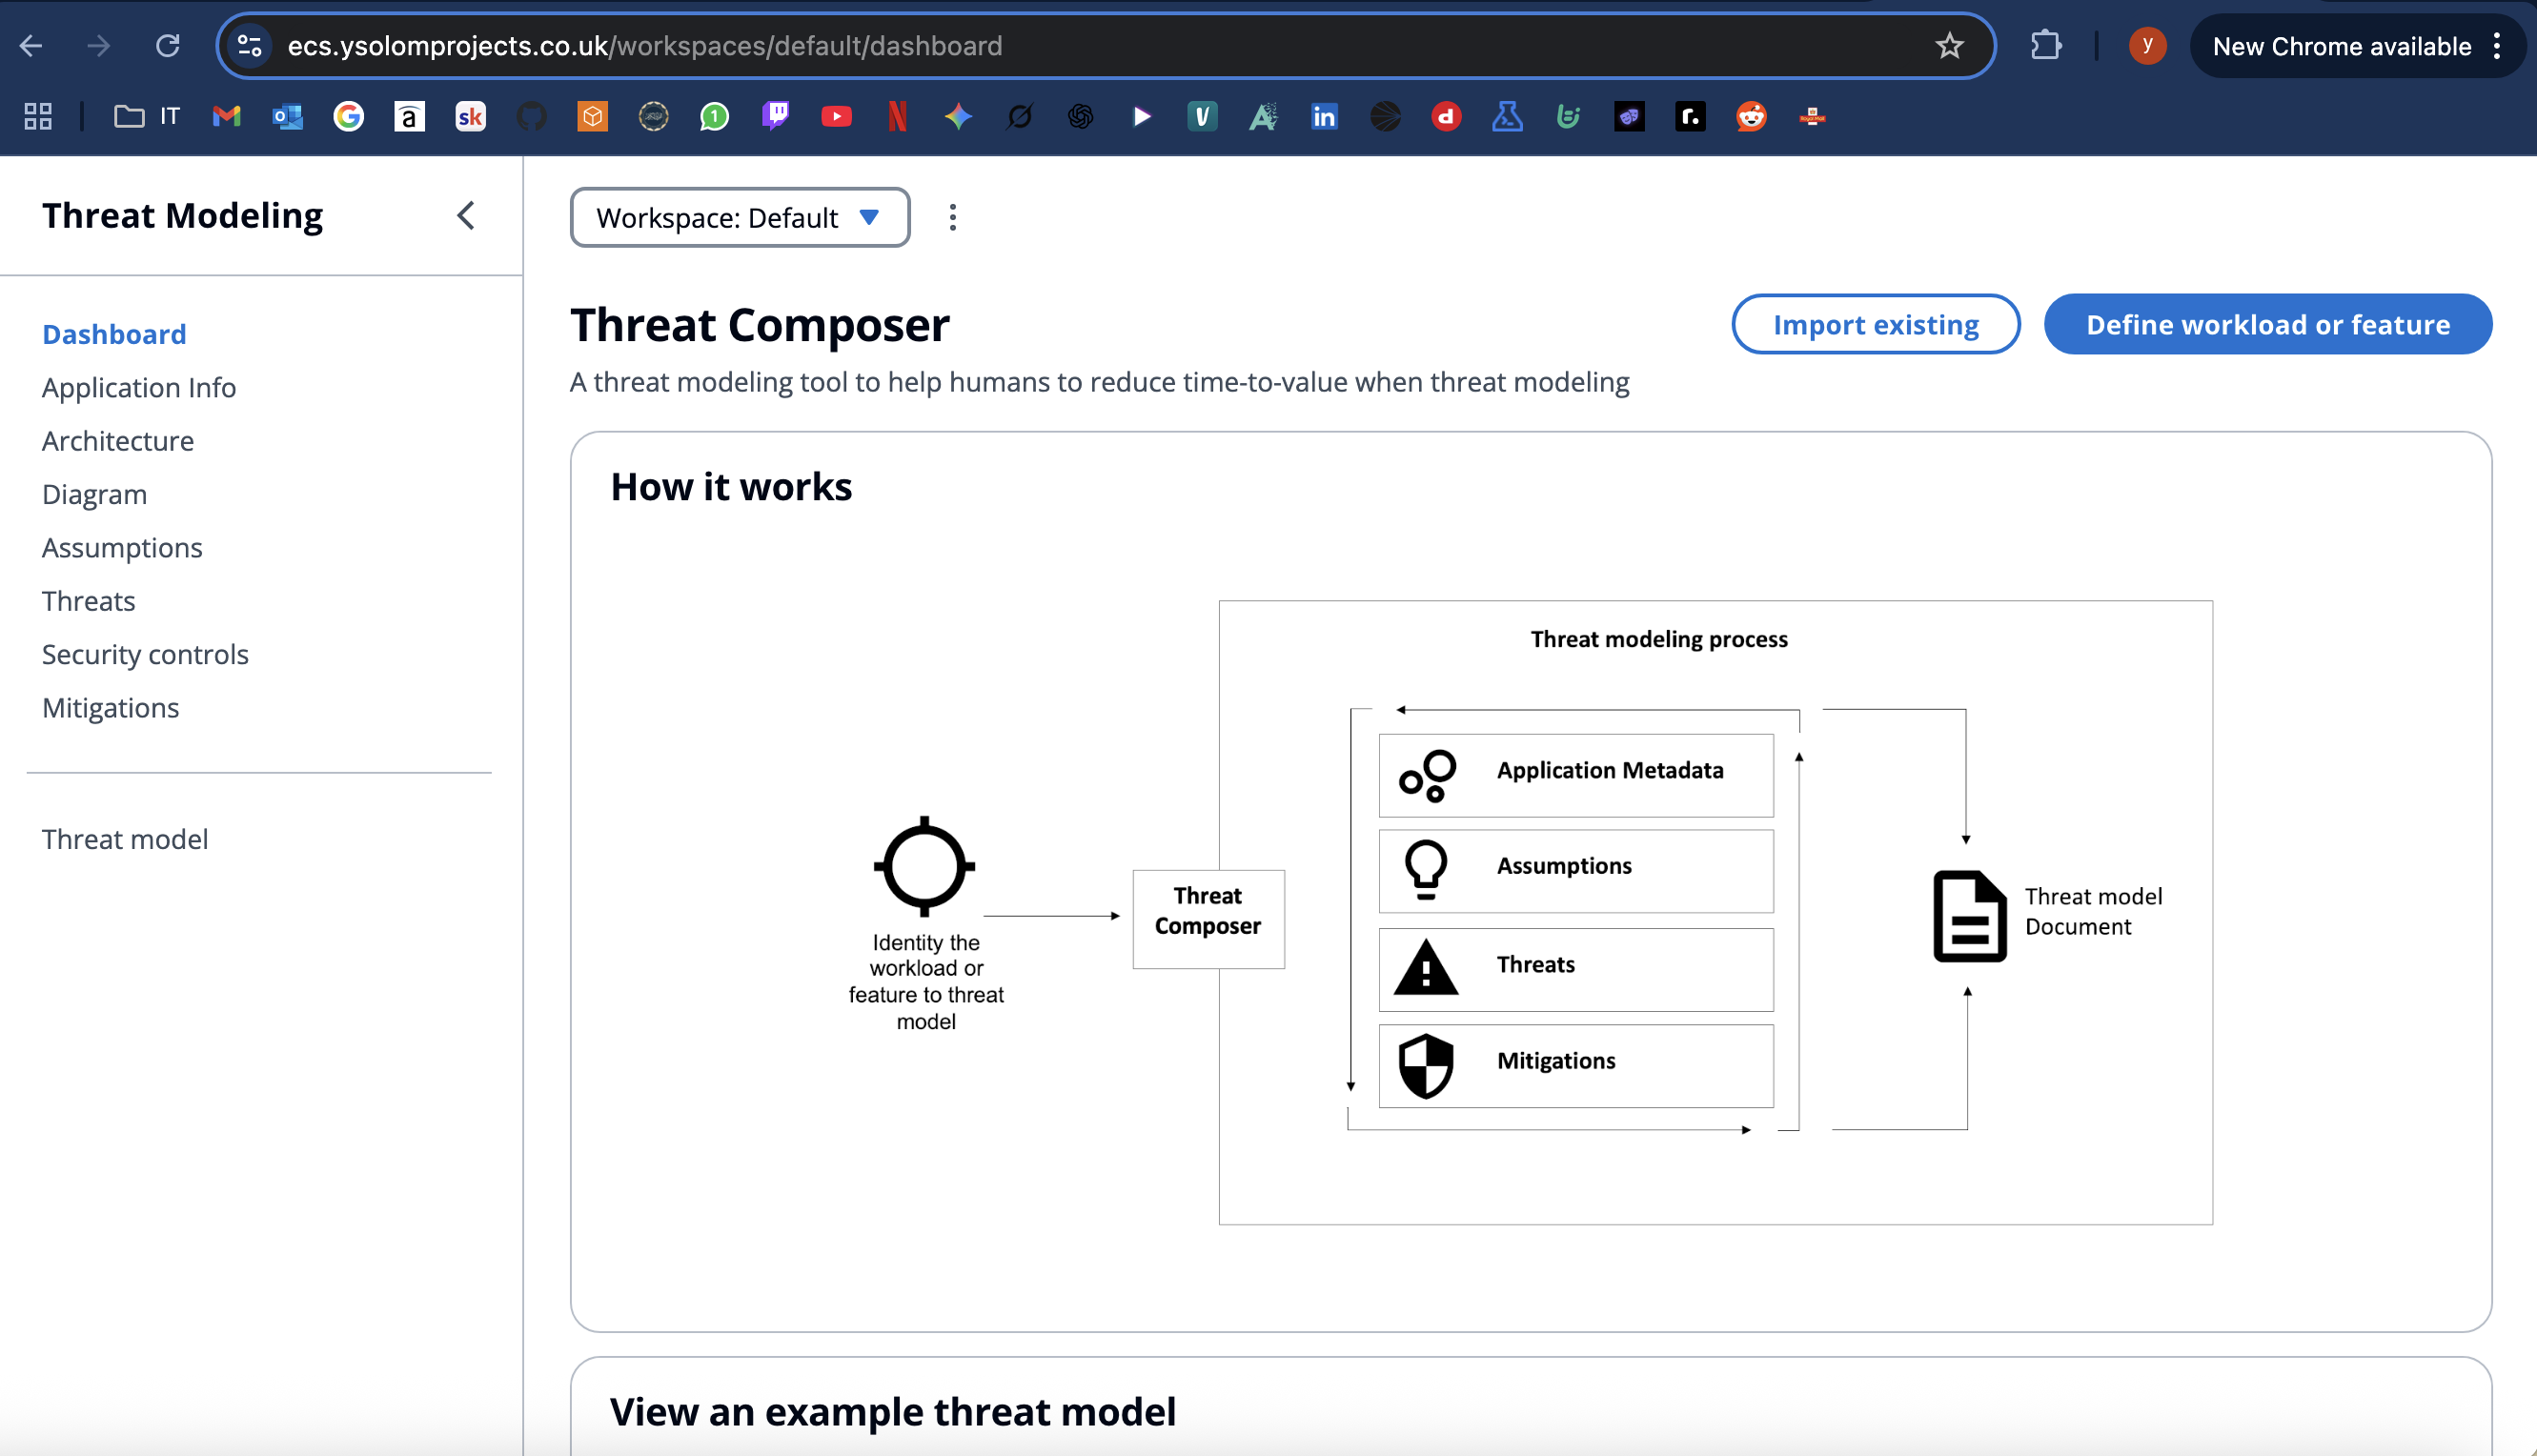 ecs.ysolomprojects.co.uk/workspaces/default/dashboard
y
New Chrome available
IT
a
sk
1
V
in
d
r.
Threat Modeling
Workspace: Default
Dashboard
Application Info
Architecture
Diagram
Assumptions
Threats
Security controls
Mitigations
Threat model
Threat Composer
Import existing
Define workload or feature
A threat modeling tool to help humans to reduce time-to-value when threat modeling
How it works
Threat modeling process
Identity the
workload or
feature to threat
model
Threat
Composer
Application Metadata
Assumptions
Threats
Mitigations
Threat model
Document
View an example threat model